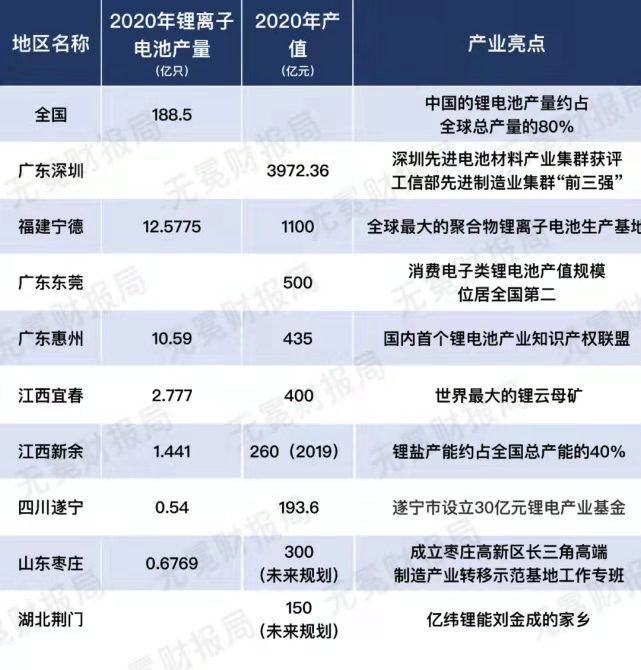 地区名称
2020年锂离子
电池产量
（亿只）
2020年产
值
（亿元）
产业亮点
全国
188.5
中国的锂电池产量约占
全球总产量的80%
广东深圳
3972.36
深圳先进电池材料产业集群获评
工信部先进制造业集群“前三强”
福建宁德
12.5775
1100
全球最大的聚合物锂离子电池生产基地
广东东莞
500
消费电子类锂电池产值规模
位居全国第二
广东惠州
10.59
435
国内首个锂电池产业知识产权联盟
江西宜春
2.777
400
世界最大的锂云母矿
江西新余
1.441
260（2019）
锂盐产能约占全国总产能的40%
四川遂宁
0.54
193.6
遂宁市设立30亿元锂电产业基金
山东枣庄
0.6769
300
（未来规划）
成立枣庄高新区长三角高端
制造产业转移示范基地工作专班
湖北荆门
150
（未来规划）
亿纬锂能刘金成的家乡
无冕财报局